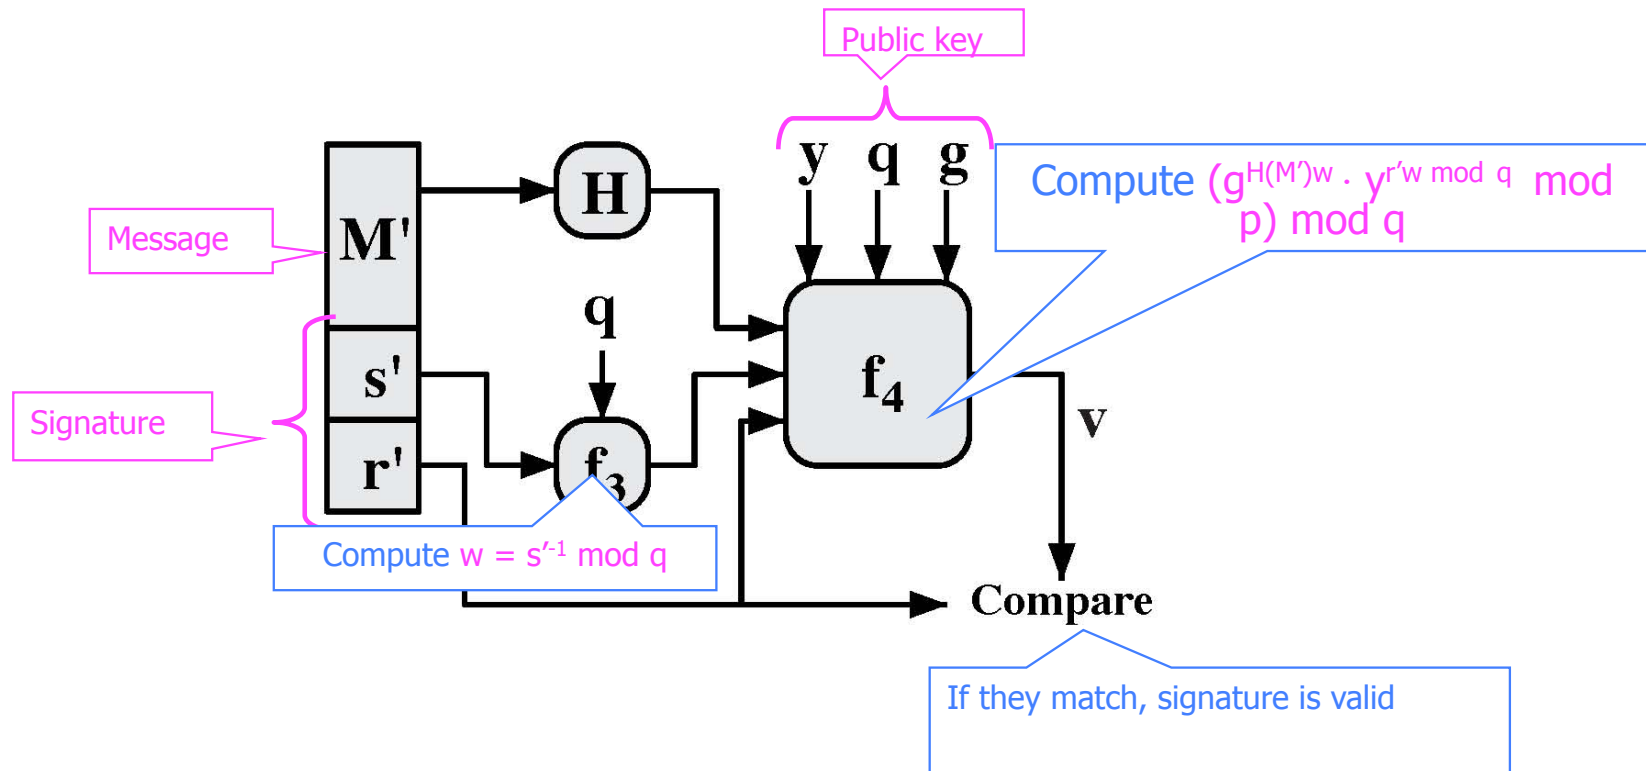 Public key
y q g
Compute (g^H(M')w · y^r'w mod q mod
p) mod q
H
M'
Message
q
s'
f₄
Signature
v
r'
f₃
Compute w = s'⁻¹ mod q
Compare
If they match, signature is valid